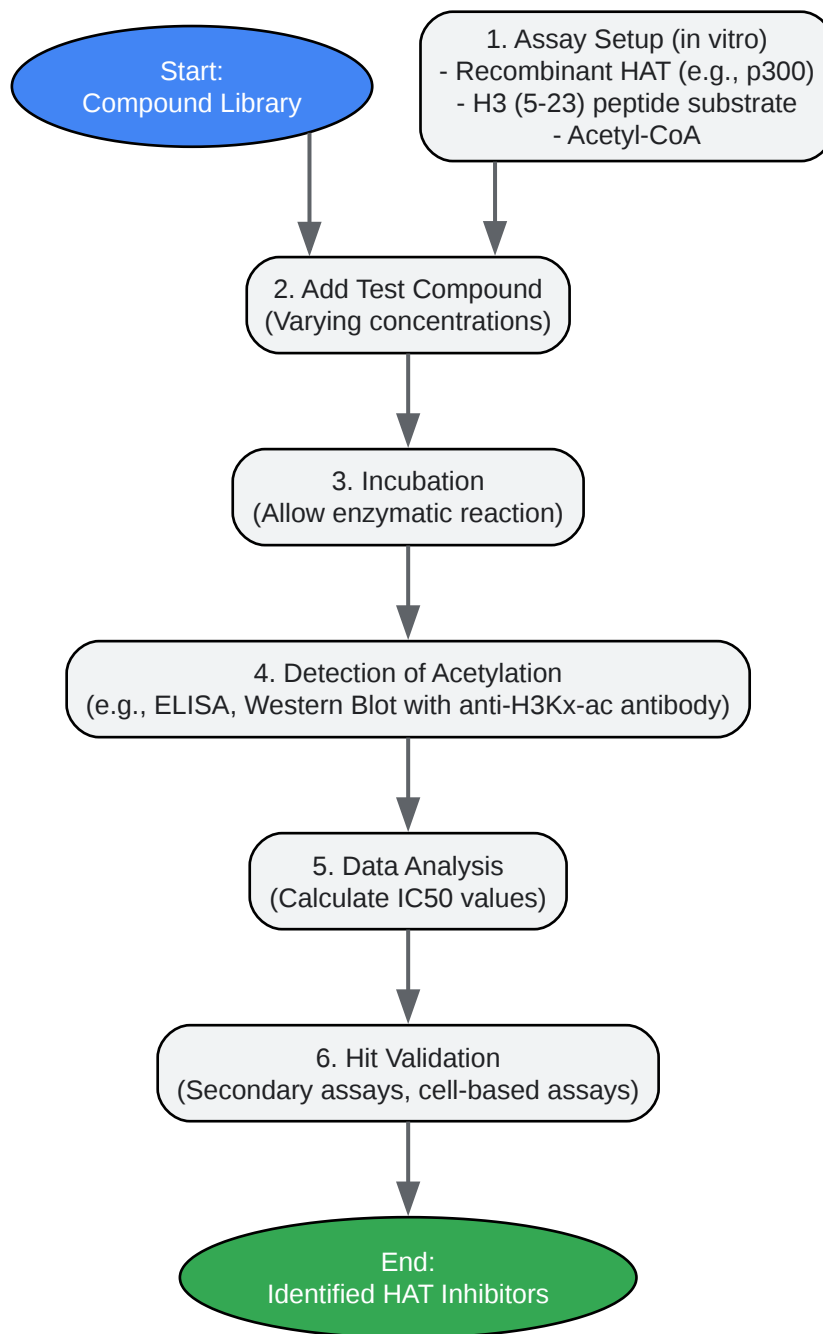 Start:
Compound Library
1. Assay Setup (in vitro)
- Recombinant HAT (e.g., p300)
- H3 (5-23) peptide substrate
- Acetyl-CoA
2. Add Test Compound
(Varying concentrations)
3. Incubation
(Allow enzymatic reaction)
4. Detection of Acetylation
(e.g., ELISA, Western Blot with anti-H3Kx-ac antibody)
5. Data Analysis
(Calculate IC50 values)
6. Hit Validation
(Secondary assays, cell-based assays)
End:
Identified HAT Inhibitors